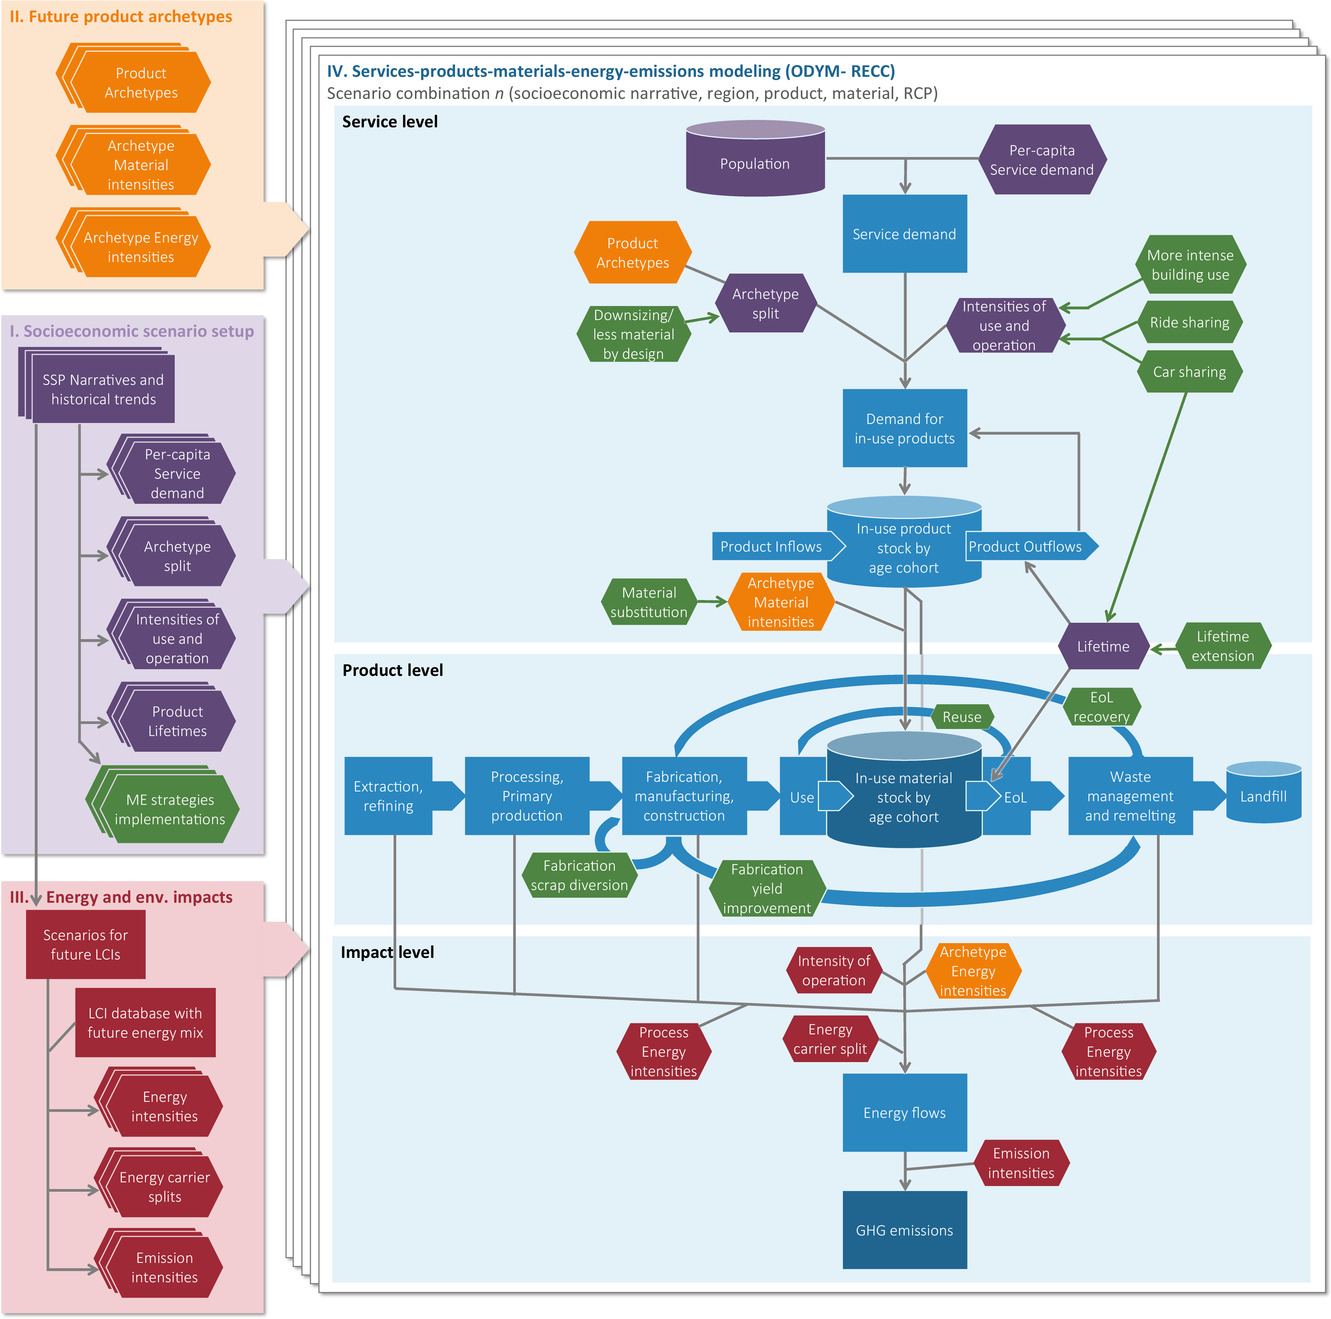 II. Future product archetypes
Product
Archetypes
Archetype
Material
intensities
Archetype Energy
intensities
I. Socioeconomic scenario setup
SSP Narratives and
historical trends
Per-capita
Service
demand
Archetype
split
Intensities of
use and
operation
Product
Lifetimes
ME strategies
implementations
III. Energy and env. impacts
Scenarios for
future LCIs
LCI database with
future energy mix
Energy
intensities
Energy carrier
splits
Emission
intensities
IV. Services-products-materials-energy-emissions modeling (ODYM- RECC)
Scenario combination n (socioeconomic narrative, region, product, material, RCP)
Service level
Population
Per-capita
Service demand
Service demand
Product
Archetypes
Archetype
split
Downsizing/
less material
by design
Intensities of
use and
operation
More intense
building use
Ride sharing
Car sharing
Demand for
in-use products
Product Inflows
In-use product
stock by
age cohort
Product Outflows
Material
substitution
Archetype
Material
intensities
Lifetime
Lifetime
extension
Product level
EoL
recovery
Reuse
Extraction,
refining
Processing,
Primary
production
Fabrication,
manufacturing,
construction
Use
In-use material
stock by
age cohort
EoL
Waste
management
and remelting
Landfill
Fabrication
scrap diversion
Fabrication
yield
improvement
Impact level
Intensity of
operation
Archetype
Energy
intensities
Process
Energy
intensities
Energy
carrier split
Process
Energy
intensities
Energy flows
Emission
intensities
GHG emissions